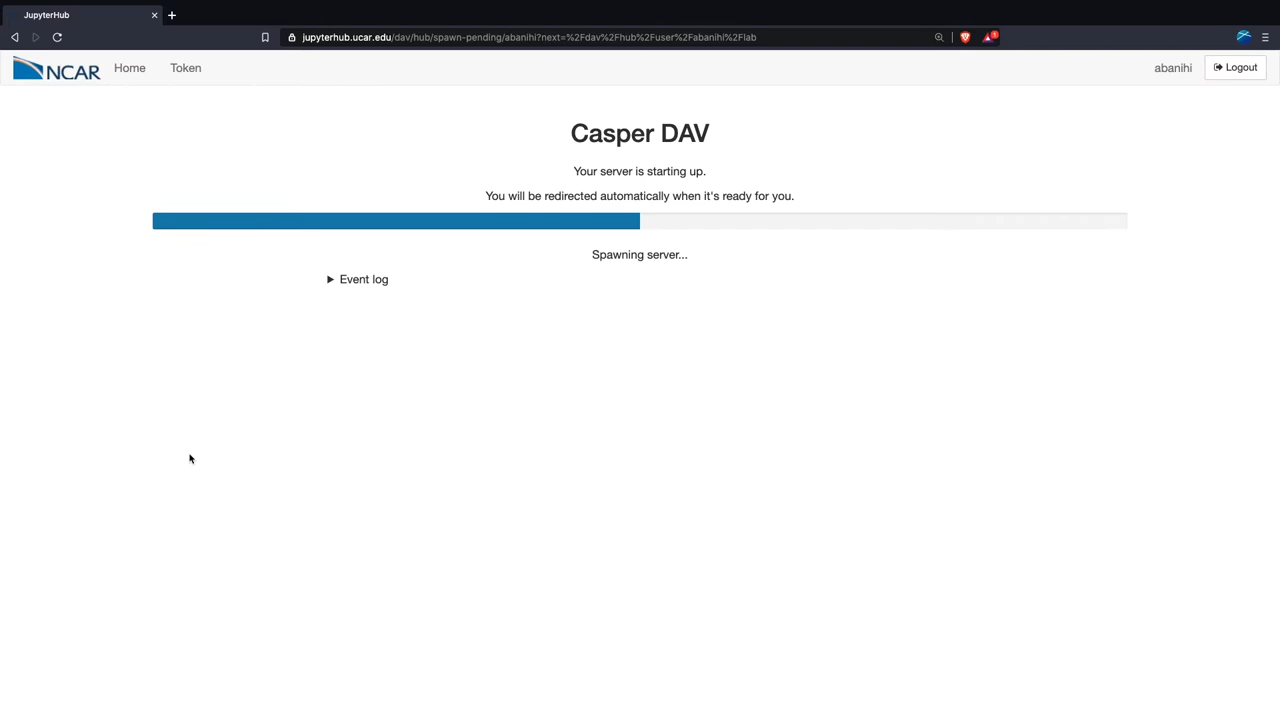 JupyterHub
jupyterhub.ucar.edu/dav/hub/spawn-pending/abanihi?next=%2Fdav%2Fhub%2Fuser%2Fabanihi%2Flab
1
NCAR Home Token abanihi Logout
Casper DAV
Your server is starting up.
You will be redirected automatically when it's ready for you.
Spawning server...
Event log